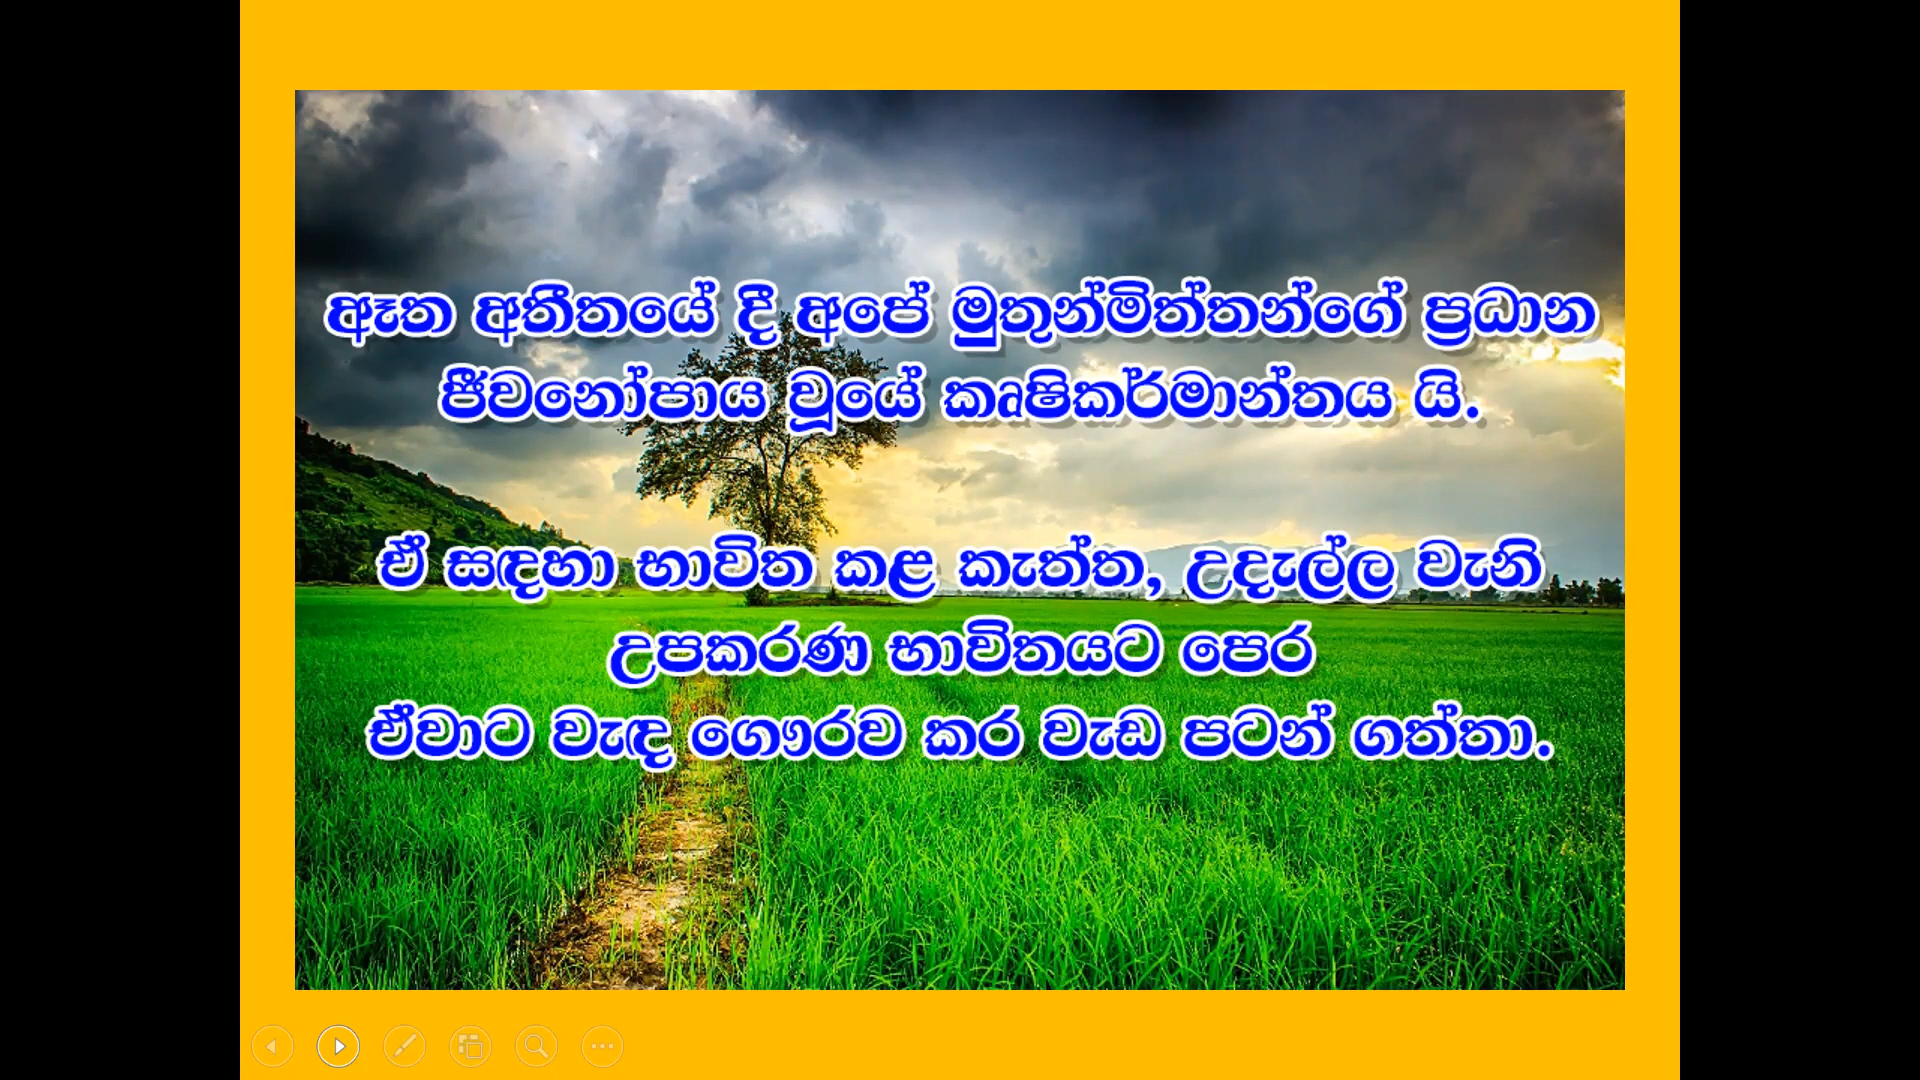 ඈත අතීතයේ දී අපේ මුතුන්මිත්තන්ගේ ප්‍රධාන
ජීවනෝපාය වූයේ කෘෂිකර්මාන්තය යි.
ඒ සඳහා භාවිත කළ කැත්ත, උදැල්ල වැනි
උපකරණ භාවිතයට පෙර
ඒවාට වැඳ ගෞරව කර වැඩ පටන් ගත්තා.